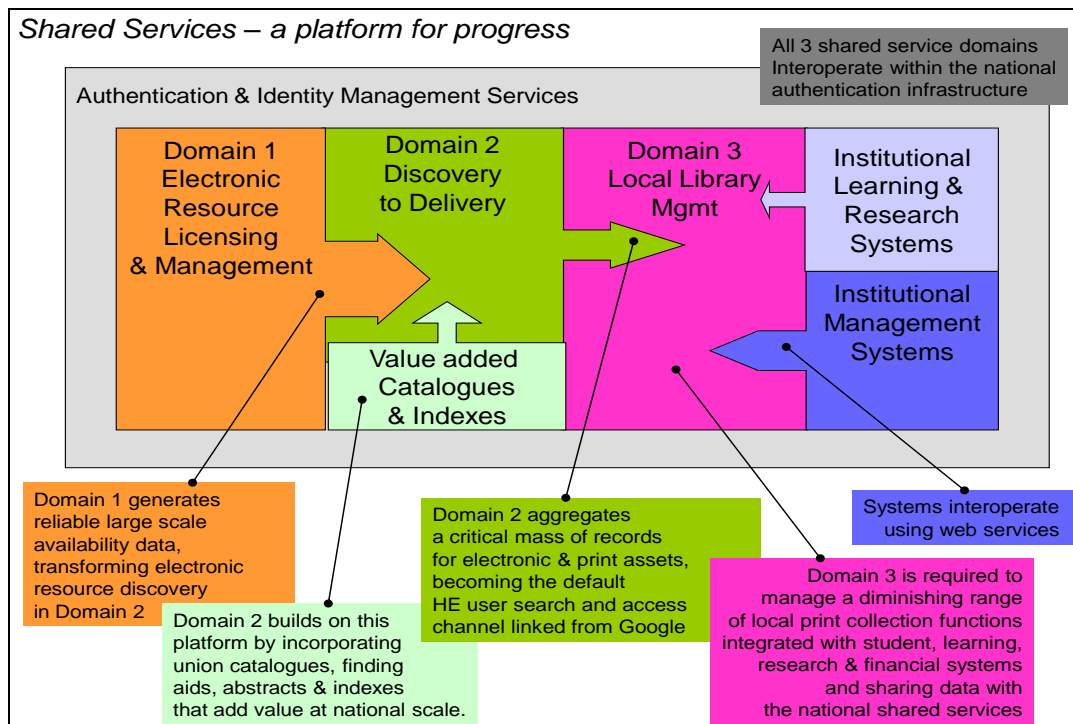 Shared Services – a platform for progress
All 3 shared service domains
Interoperate within the national
authentication infrastructure
Authentication & Identity Management Services
Domain 1
Electronic
Resource
Licensing
& Management
Domain 2
Discovery
to Delivery
Domain 3
Local Library
Mgmt
Institutional
Learning &
Research
Systems
Institutional
Management
Systems
Value added
Catalogues
& Indexes
Domain 1 generates
reliable large scale
availability data,
transforming electronic
resource discovery
in Domain 2
Domain 2 builds on this
platform by incorporating
union catalogues, finding
aids, abstracts & indexes
that add value at national scale.
Domain 2 aggregates
a critical mass of records
for electronic & print assets,
becoming the default
HE user search and access
channel linked from Google
Systems interoperate
using web services
Domain 3 is required to
manage a diminishing range
of local print collection functions
integrated with student, learning,
research & financial systems
and sharing data with
the national shared services